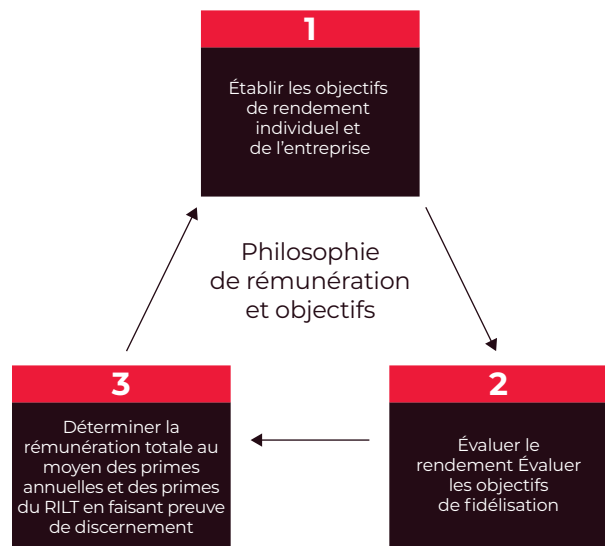 1
Établir les objectifs
de rendement
individuel et
de l'entreprise
Philosophie
de rémunération
et objectifs
3
Déterminer la
rémunération totale au
moyen des primes
annuelles et des primes
du RILT en faisant preuve
de discernement
2
Évaluer le
rendement Évaluer
les objectifs
de fidélisation